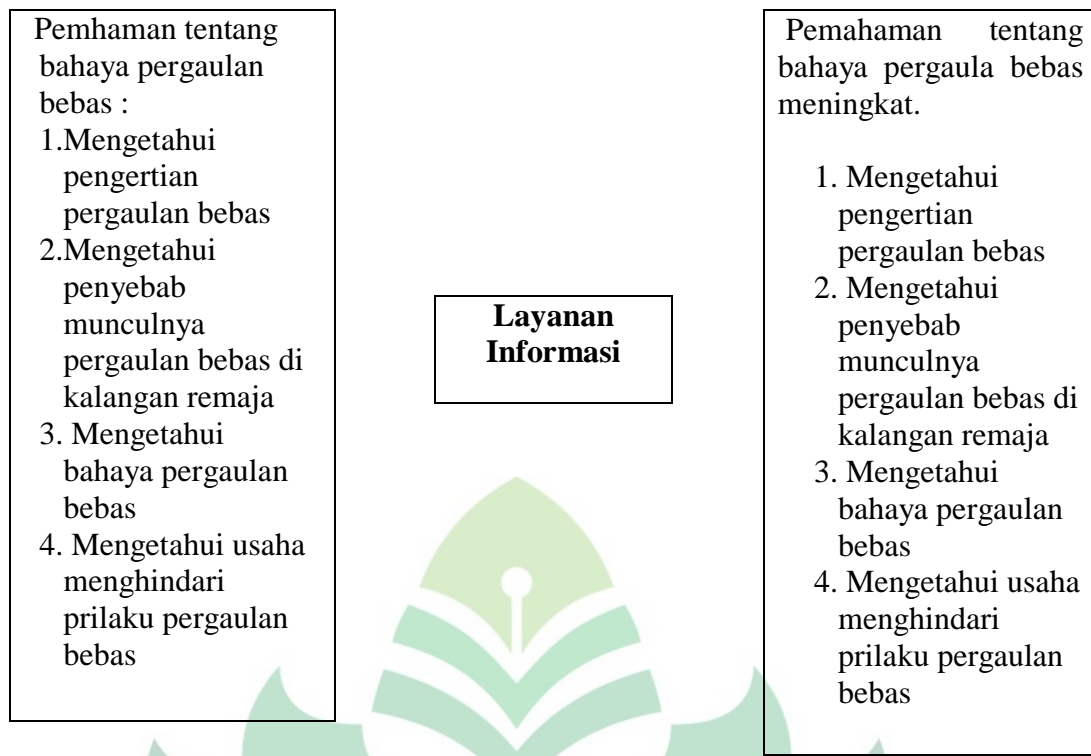 Pemhaman tentang
bahaya pergaulan
bebas :
1.Mengetahui
pengertian
pergaulan bebas
2.Mengetahui
penyebab
munculnya
pergaulan bebas di
kalangan remaja
3. Mengetahui
bahaya pergaulan
bebas
4. Mengetahui usaha
menghindari
prilaku pergaulan
bebas
Layanan
Informasi
Pemahaman tentang
bahaya pergaula bebas
meningkat.
1. Mengetahui
pengertian
pergaulan bebas
2. Mengetahui
penyebab
munculnya
pergaulan bebas di
kalangan remaja
3. Mengetahui
bahaya pergaulan
bebas
4. Mengetahui usaha
menghindari
prilaku pergaulan
bebas